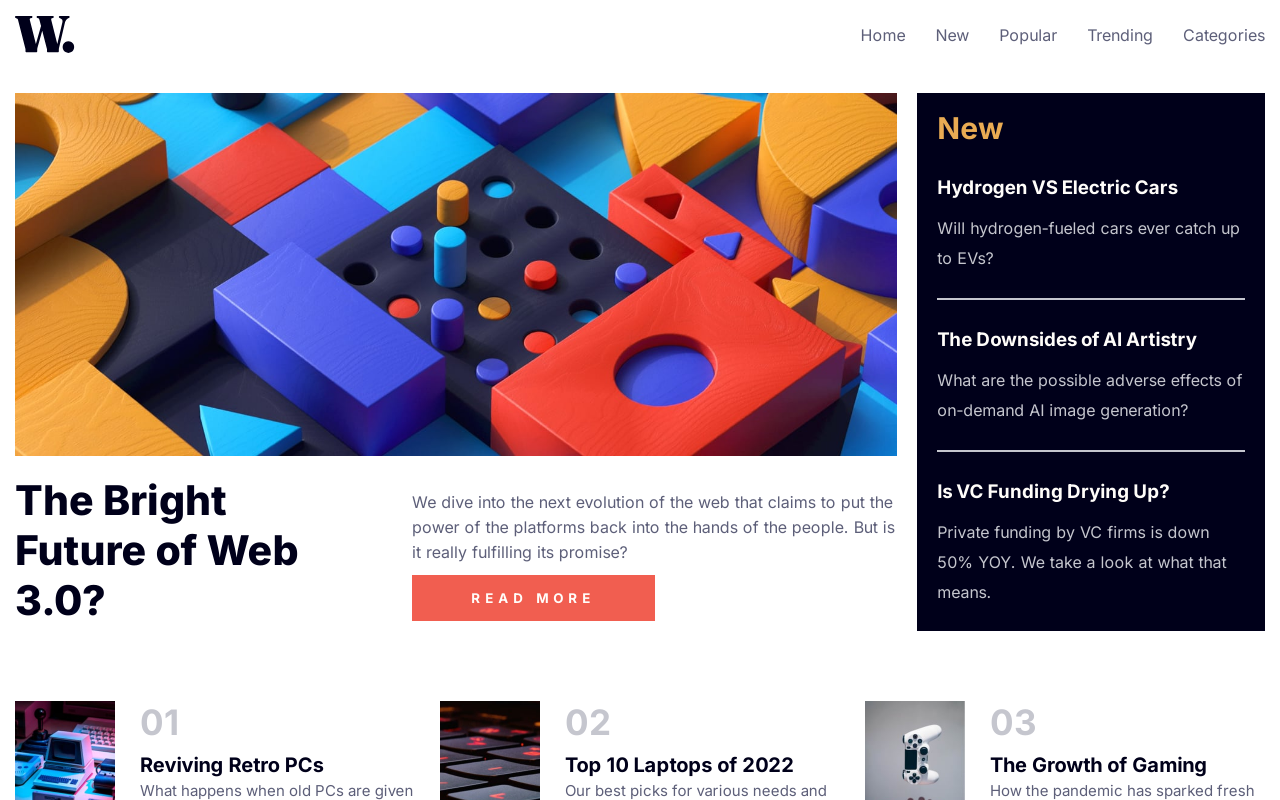 W.
Home New Popular Trending Categories
New
Hydrogen VS Electric Cars
Will hydrogen-fueled cars ever catch up
to EVs?
The Downsides of AI Artistry
What are the possible adverse effects of
on-demand AI image generation?
Is VC Funding Drying Up?
Private funding by VC firms is down
50% YOY. We take a look at what that
means.
The Bright
Future of Web
3.0?
We dive into the next evolution of the web that claims to put the
power of the platforms back into the hands of the people. But is
it really fulfilling its promise?
READ MORE
01
Reviving Retro PCs
What happens when old PCs are given
02
Top 10 Laptops of 2022
Our best picks for various needs and
03
The Growth of Gaming
How the pandemic has sparked fresh